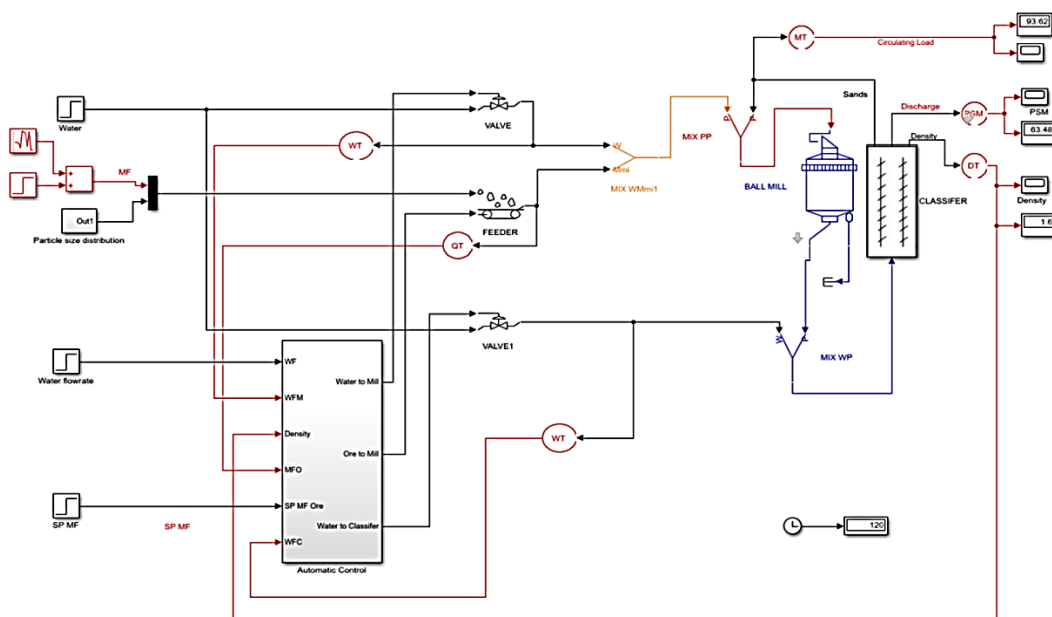 93.62
MT
Circulating Load
Water
VALVE
Sands
Discharge
PSM
PSM
63.48
Density
WT
W
Mmi
MIX WMmi1
P
P
MIX PP
MF
Out1
Particle size distribution
FEEDER
BALL MILL
CLASSIFER
DT
Density
1.6
QT
VALVE1
W
P
MIX WP
Water flowrate
WF
WFM
Density
MFO
SP MF Ore
WFC
Water to Mill
Ore to Mill
Water to Classifer
Automatic Control
SP MF
SP MF
WT
120